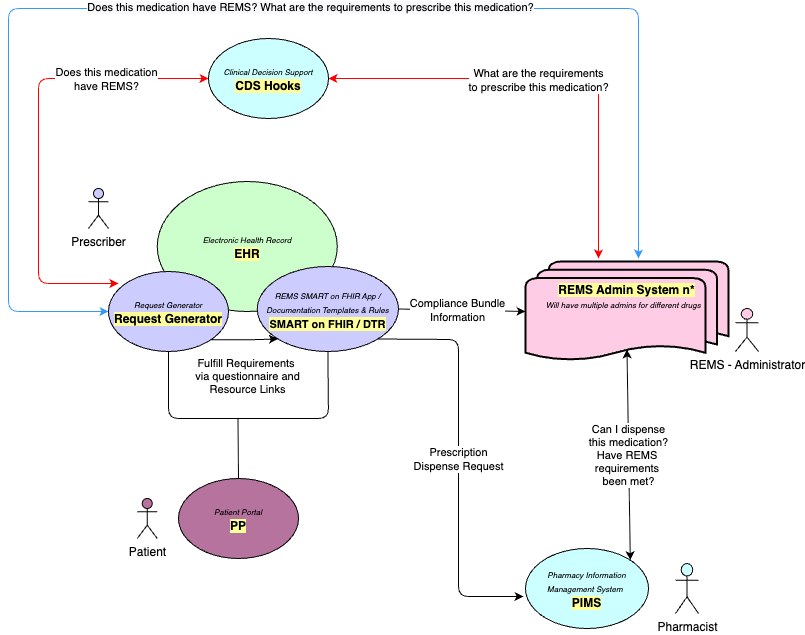 Does this medication have REMS? What are the requirements to prescribe this medication?
Does this medication
have REMS?
Clinical Decision Support
CDS Hooks
What are the requirements
to prescribe this medication?
Prescriber
Electronic Health Record
EHR
Request Generator
Request Generator
REMS SMART on FHIR App /
Documentation Templates & Rules
SMART on FHIR / DTR
Compliance Bundle
Information
REMS Admin System n*
Will have multiple admins for different drugs
REMS - Administrator
Fulfill Requirements
via questionnaire and
Resource Links
Can I dispense
this medication?
Have REMS
requirements
been met?
Prescription
Dispense Request
Patient Portal
PP
Patient
Pharmacy Information
Management System
PIMS
Pharmacist